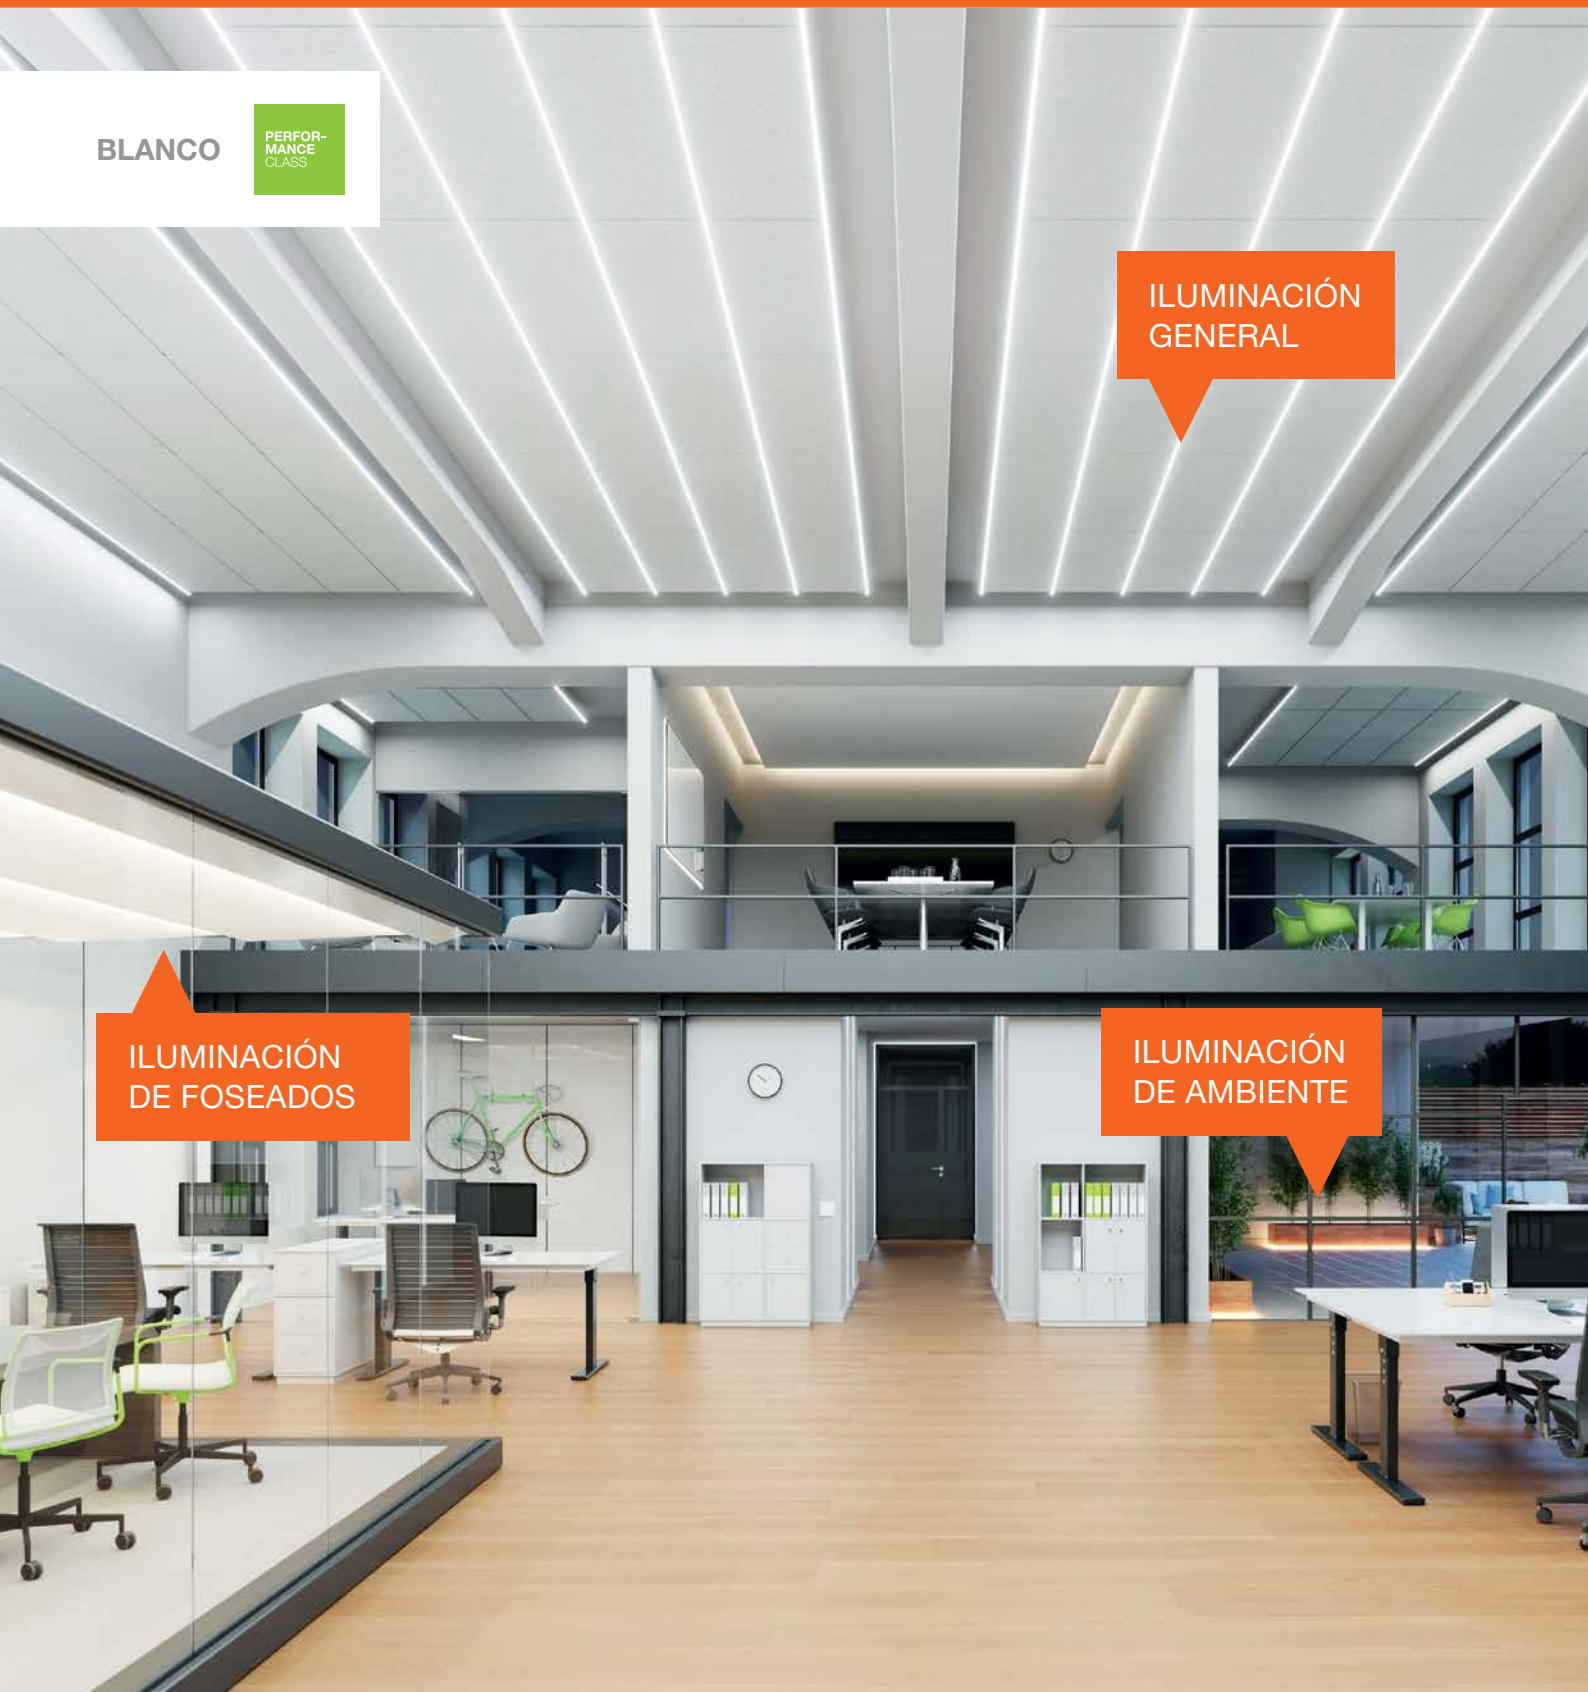 BLANCO
PERFOR-
MANCE
CLASS
ILUMINACIÓN
GENERAL
ILUMINACIÓN
DE FOSEADOS
ILUMINACIÓN
DE AMBIENTE